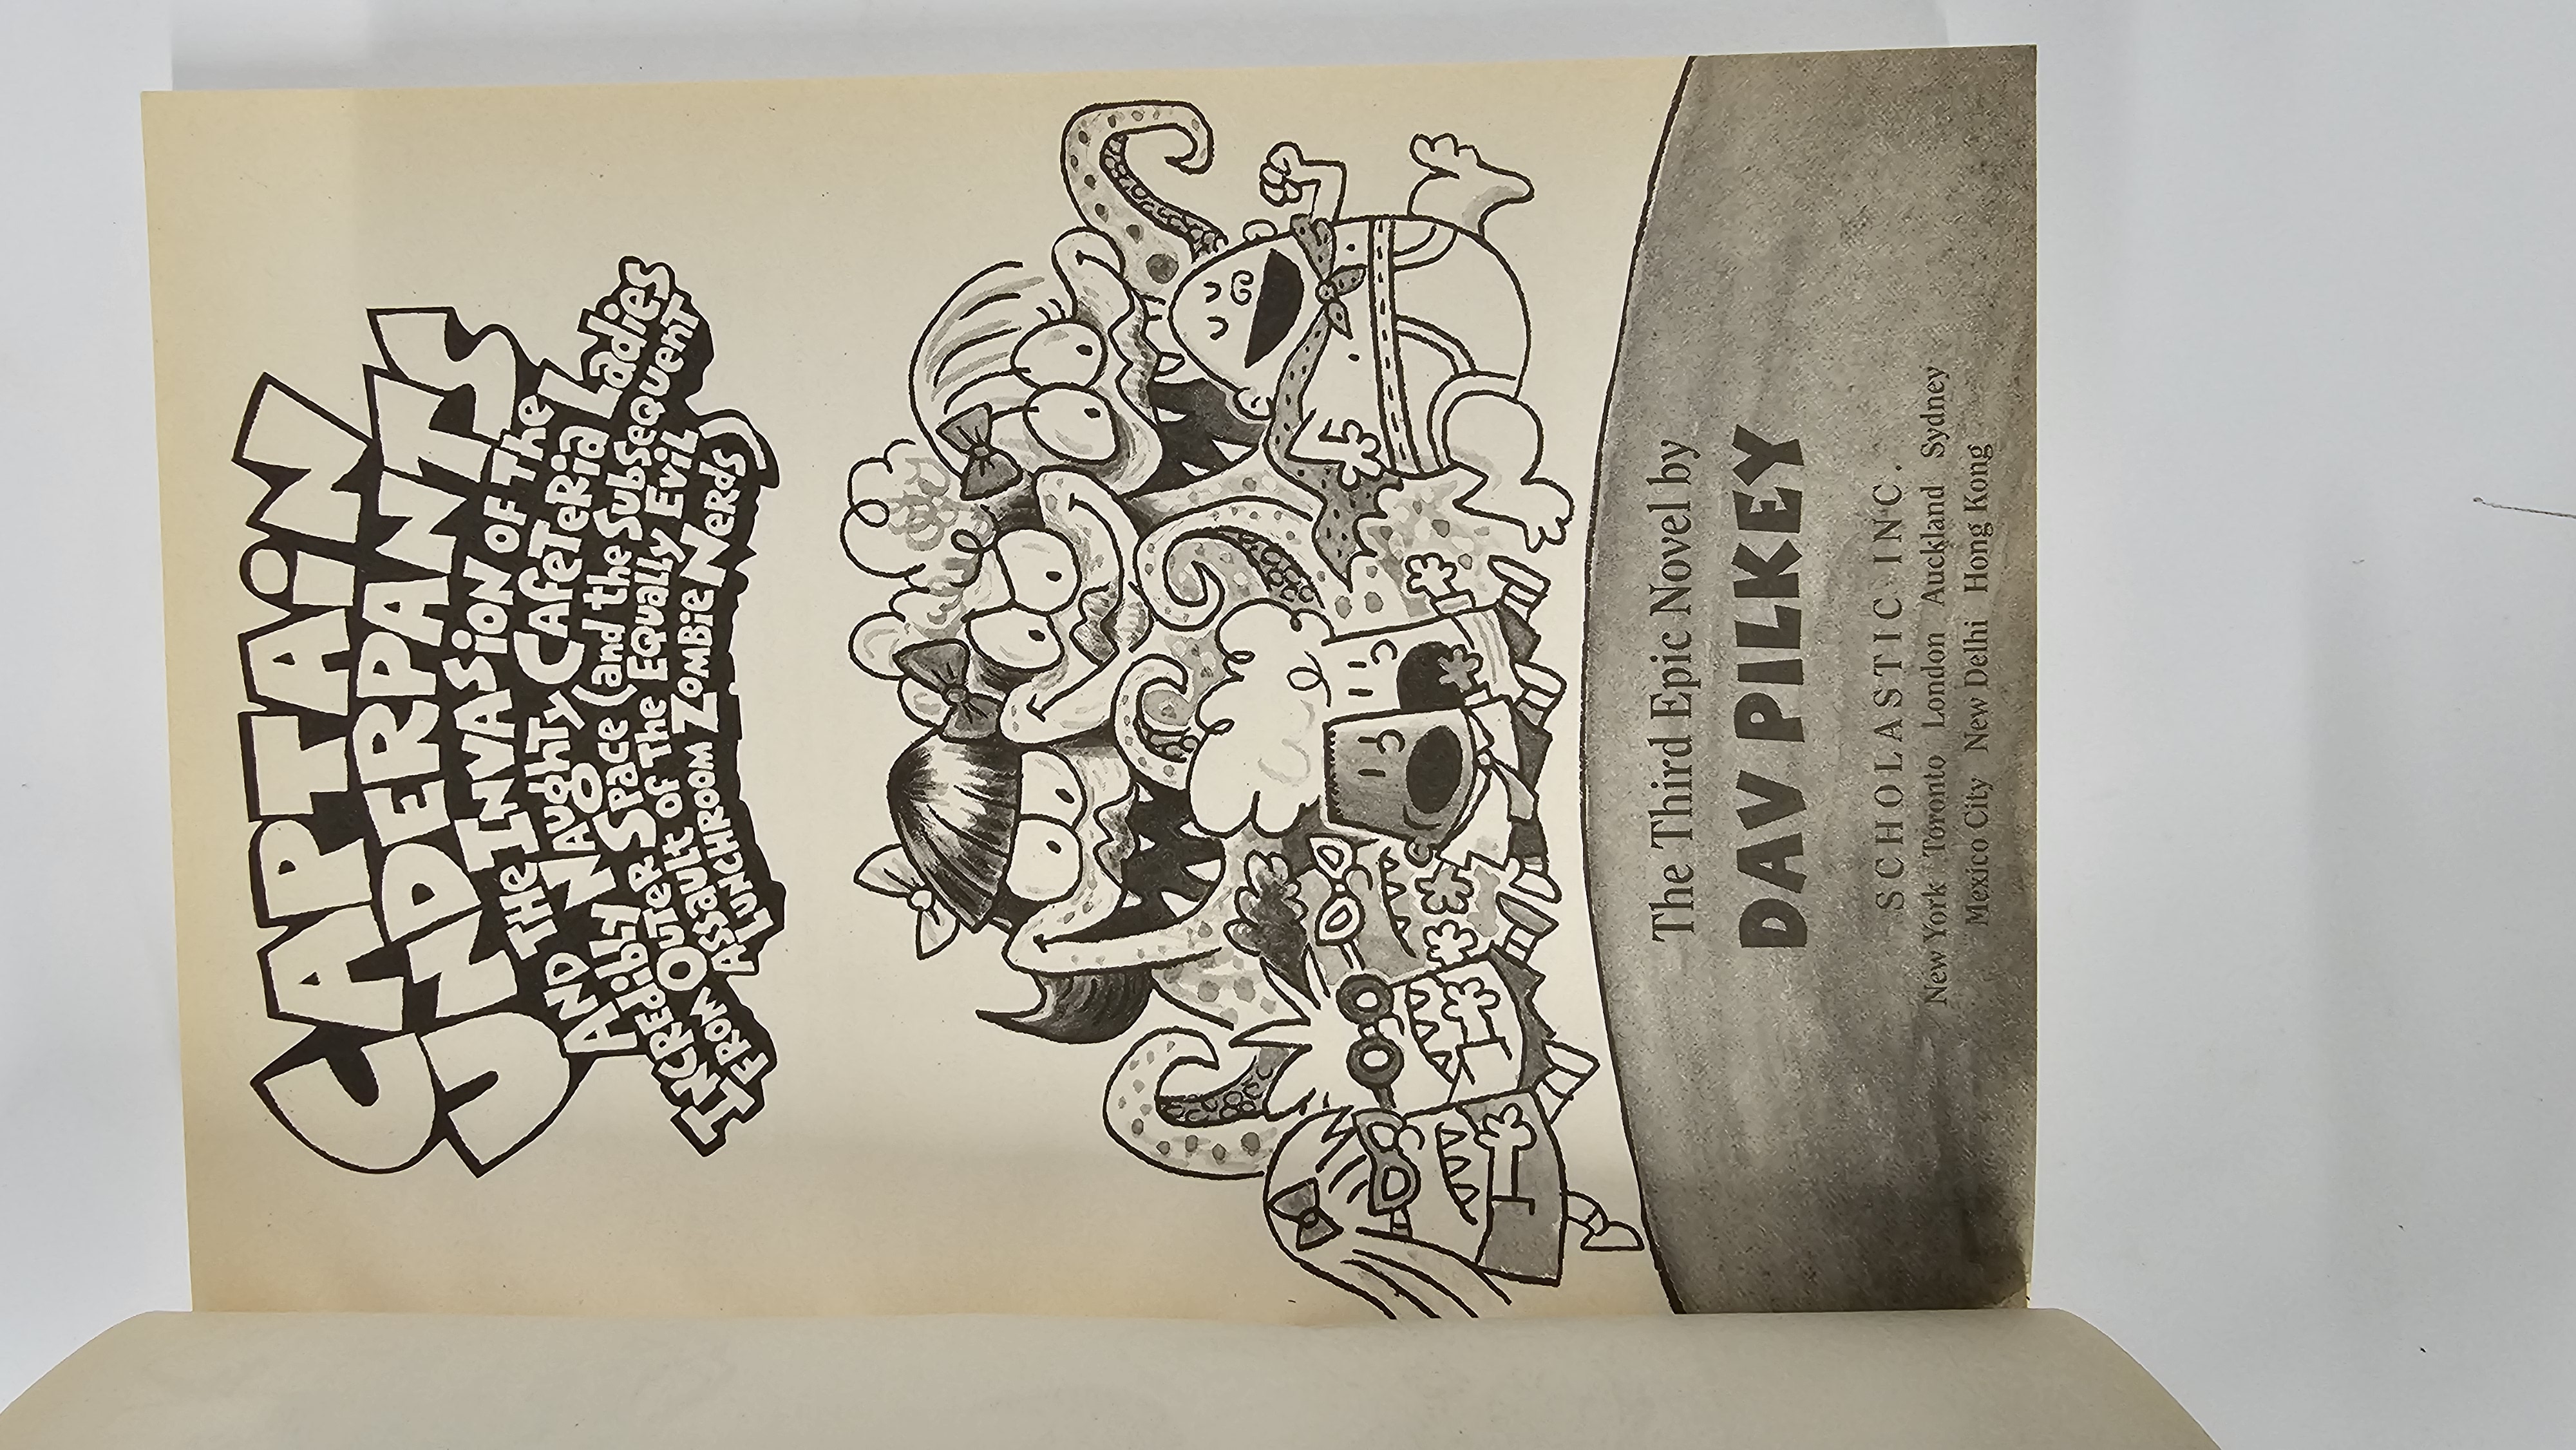 CAPTAiN
UNDERPANTS
AND THe INVASiON OF The
INCREdibLy NAughTy CAfeTeRia Ladies
FROM OuTeR SPace (and the SubSeQUeNT
ASSault of The EQually EviL
LUNCHROOM ZOMBiE NeRds)
The Third Epic Novel by
DAV PILKEY
SCHOLASTIC INC.
New York Toronto London Auckland Sydney
Mexico City New Delhi Hong Kong